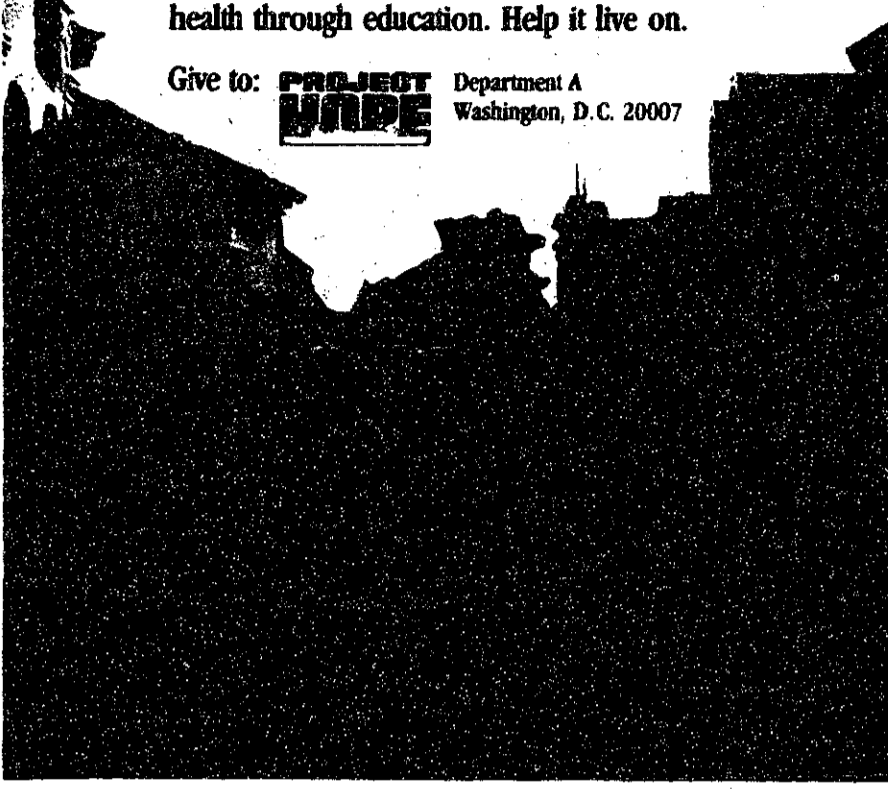 health through education. Help it live on.
Give to: PROJECT HOPE Department A
Washington, D.C. 20007